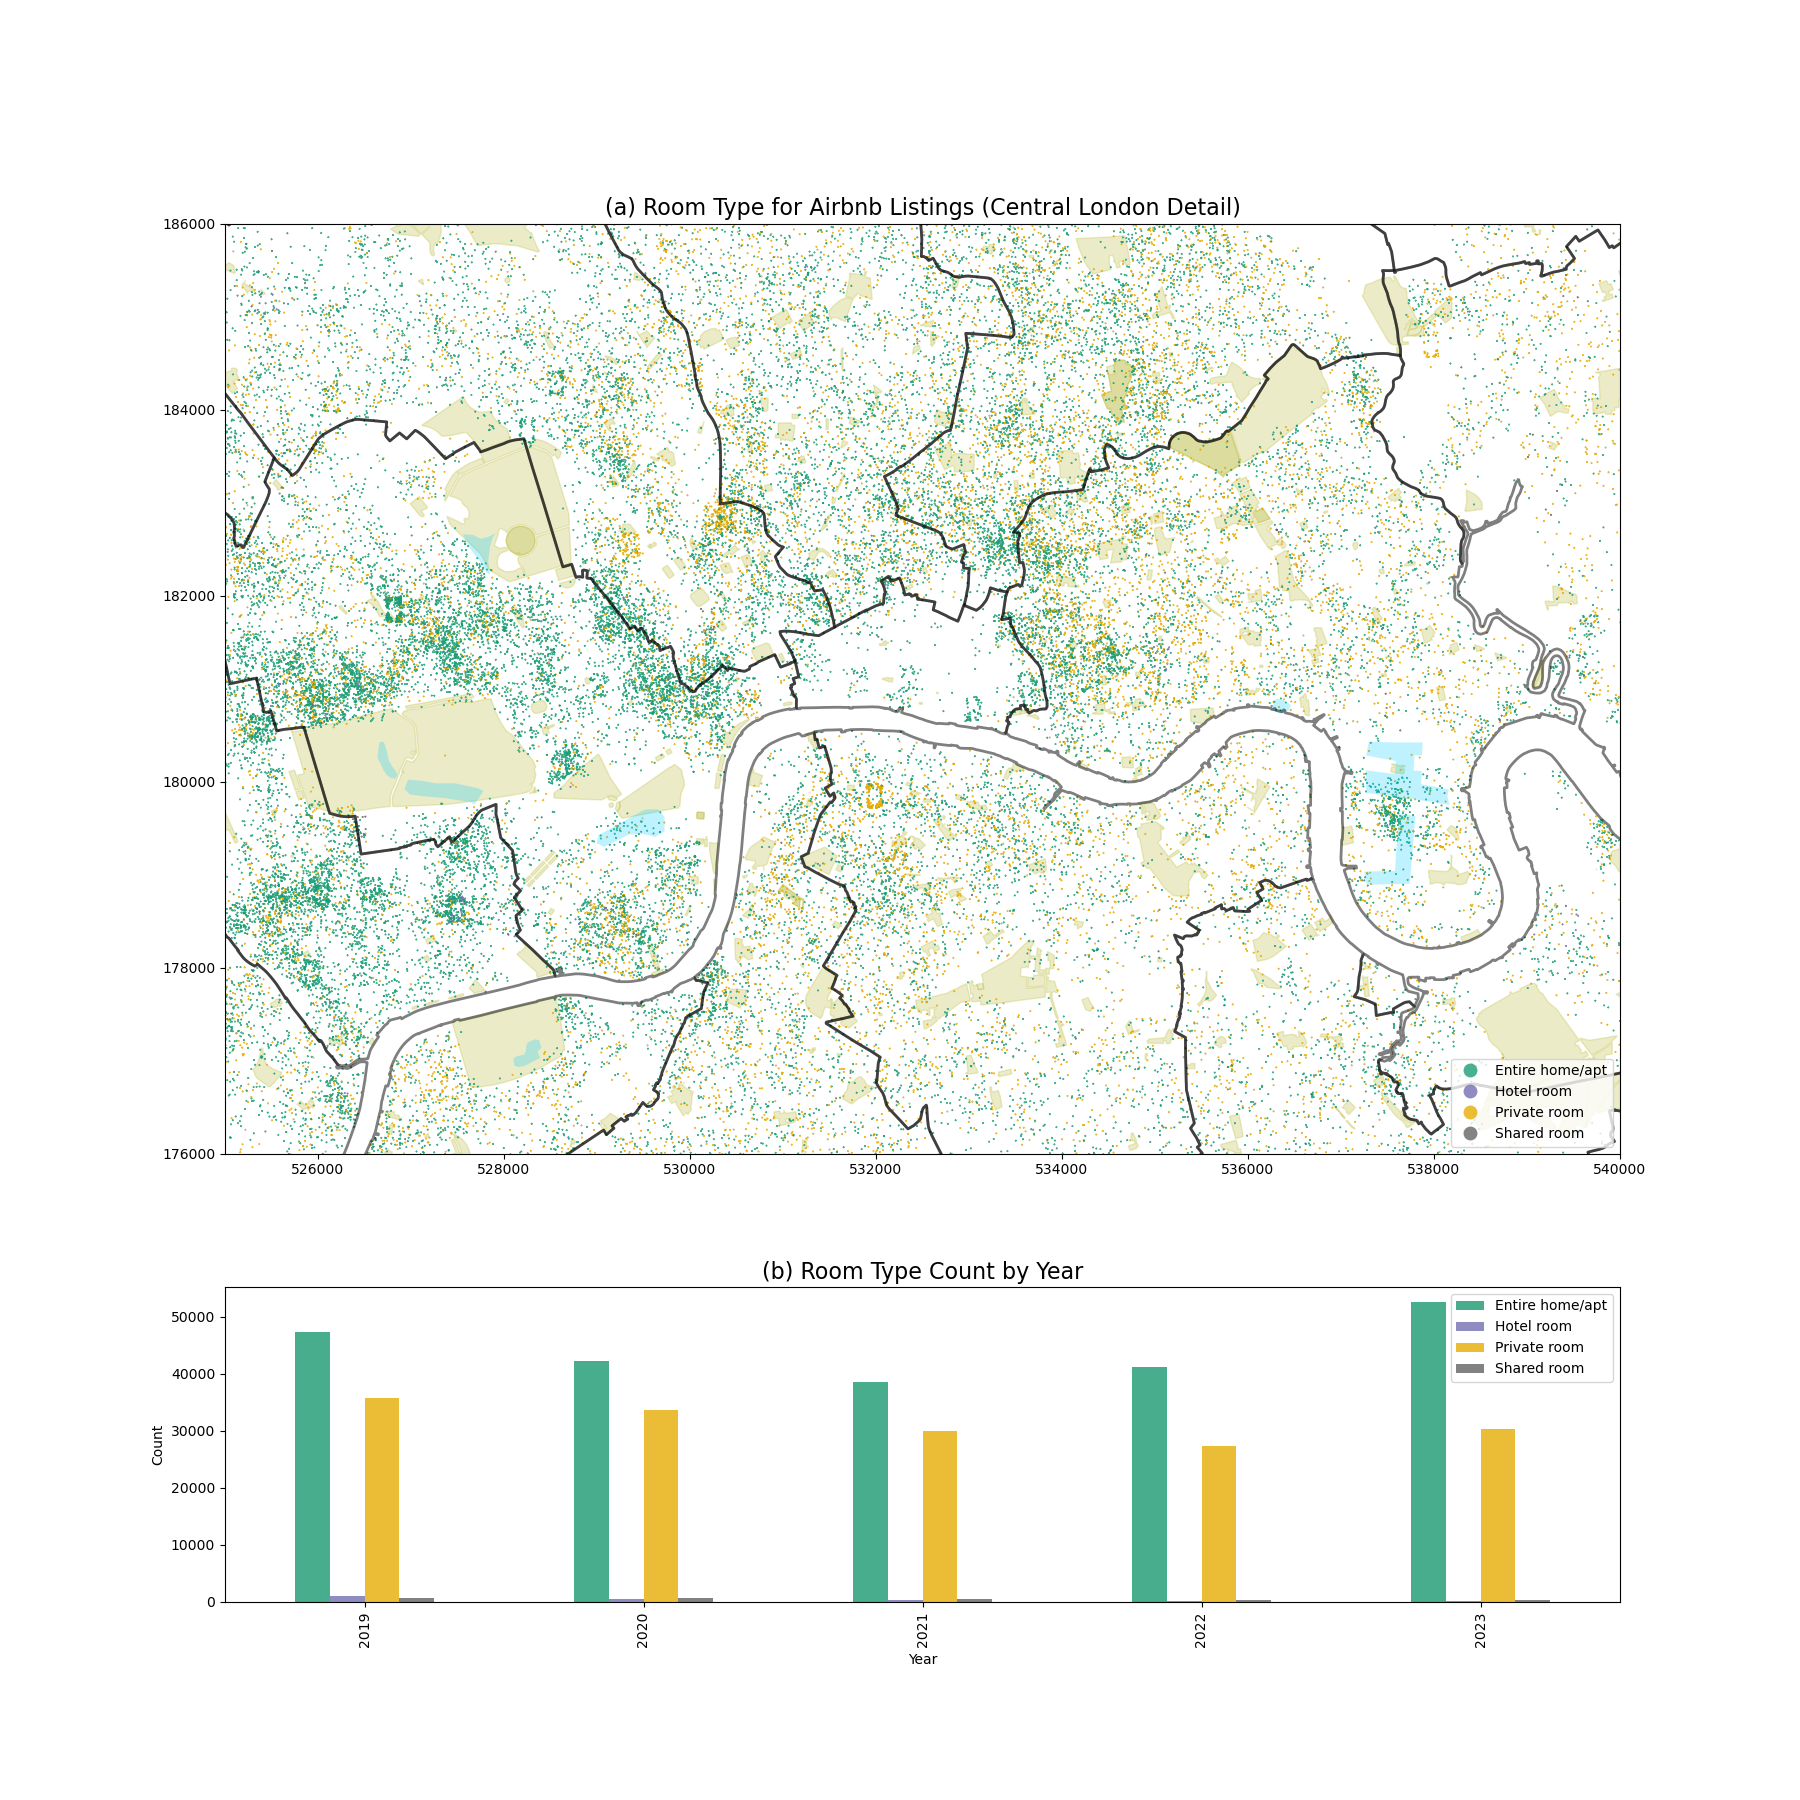 (a) Room Type for Airbnb Listings (Central London Detail)
186000
184000
182000
180000
178000
176000
526000 528000 530000 532000 534000 536000 538000 540000
Entire home/apt
Hotel room
Private room
Shared room
(b) Room Type Count by Year
50000
40000
30000
20000
10000
0
Count
Entire home/apt
Hotel room
Private room
Shared room
2019 2020 2021 2022 2023
Year